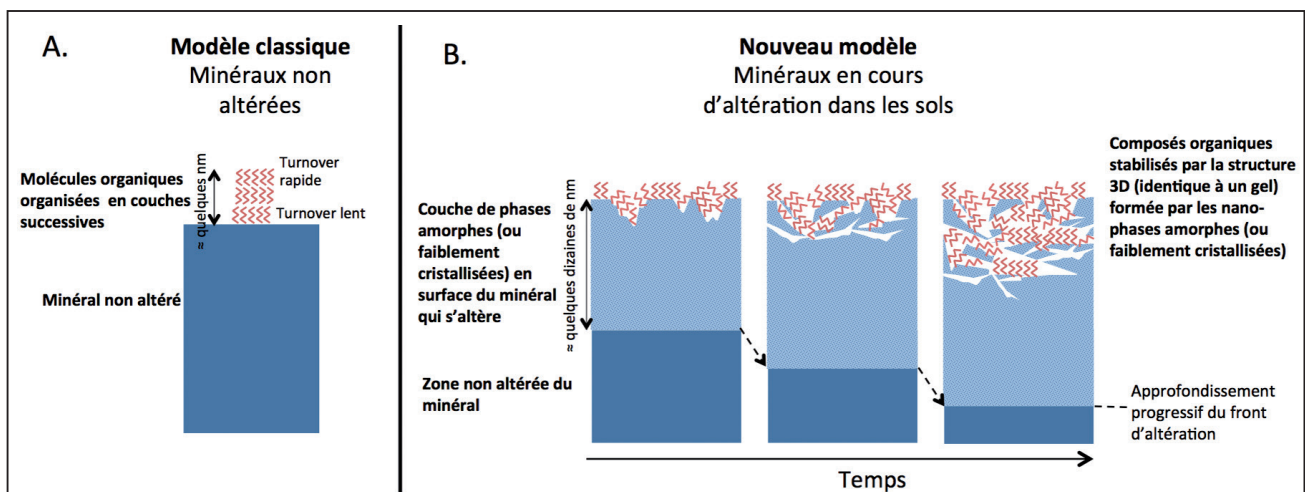 A.
Modèle classique
Minéraux non
altérées
Molécules organiques
organisées en couches
successives
≈ quelques nm
Turnover
rapide
Turnover lent
Minéral non altéré
B.
Nouveau modèle
Minéraux en cours
d'altération dans les sols
Couche de phases
amorphes (ou
faiblement
cristallisées) en
surface du minéral
qui s'altère
≈ quelques dizaines de nm
Zone non altérée du
minéral
Composés organiques
stabilisés par la structure
3D (identique à un gel)
formée par les nano-
phases amorphes (ou
faiblement cristallisées)
Approfondissement
progressif du front
d'altération
Temps